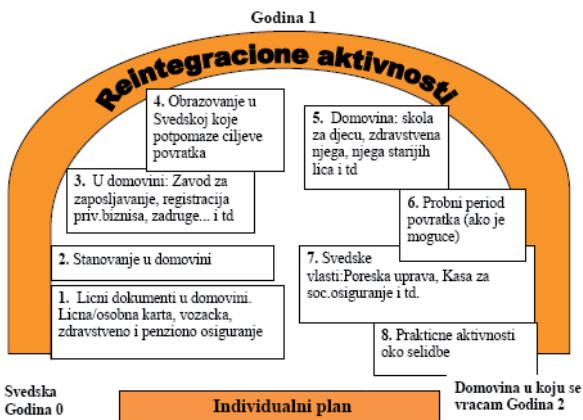 Godina 1
Reintegracione aktivnosti
4. Obrazovanje u
Svedskoj koje
potpomaze ciljeve
povratka
5. Domovina: skola
za djecu, zdravstvena
njega, njega starijih
lica i td
3. U domovini: Zavod za
zaposljavanje, registracija
priv.biznisa, zadruge... i td
6. Probni period
povratka (ako je
moguce)
2. Stanovanje u domovini
7. Svedske
vlasti:Poreska uprava, Kasa za
soc.osiguranje i td.
1. Licni dokumenti u domovini.
Licna/osobna karta, vozacka,
zdravstveno i penziono osiguranje
8. Prakticne aktivnosti
oko selidbe
Svedska
Godina 0
Individualni plan
Domovina u koju se
vracam Godina 2